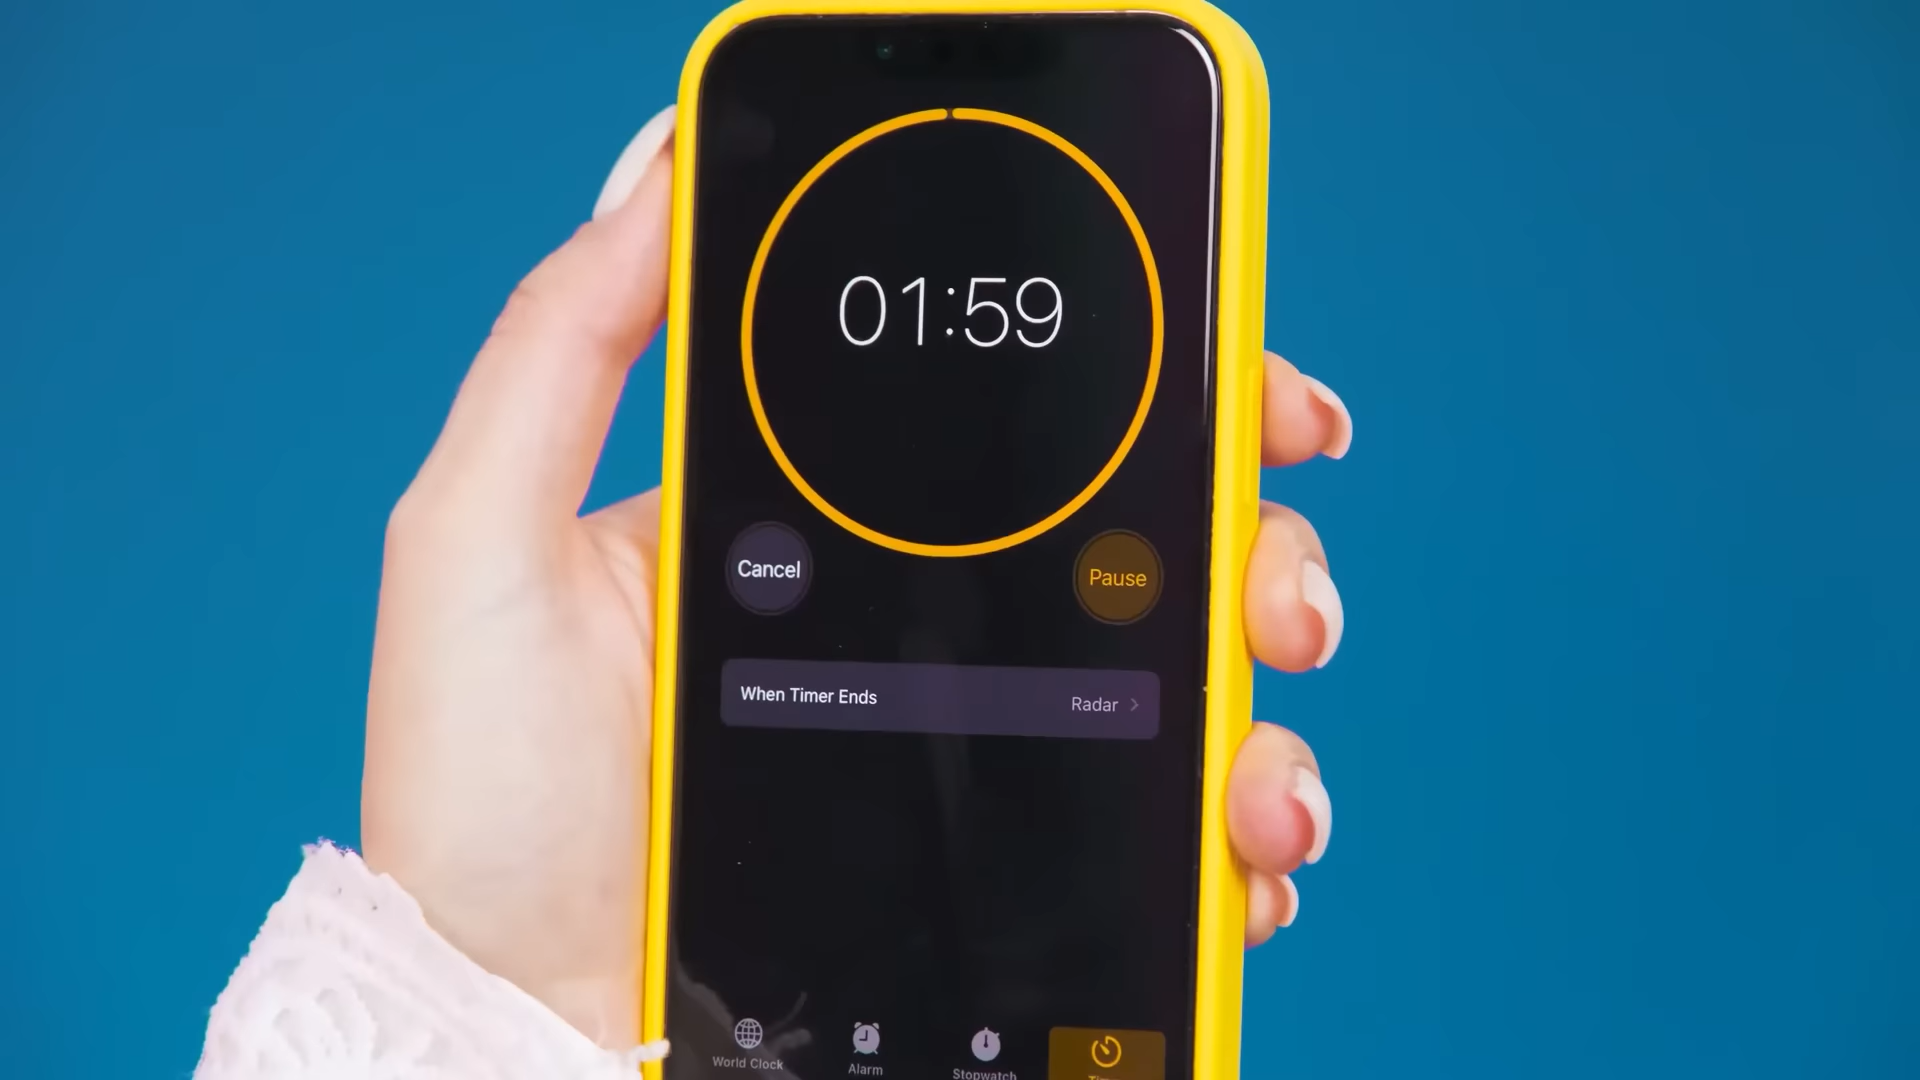 01:59
Cancel
Pause
When Timer Ends
Radar
World Clock
Alarm
Stopwatch